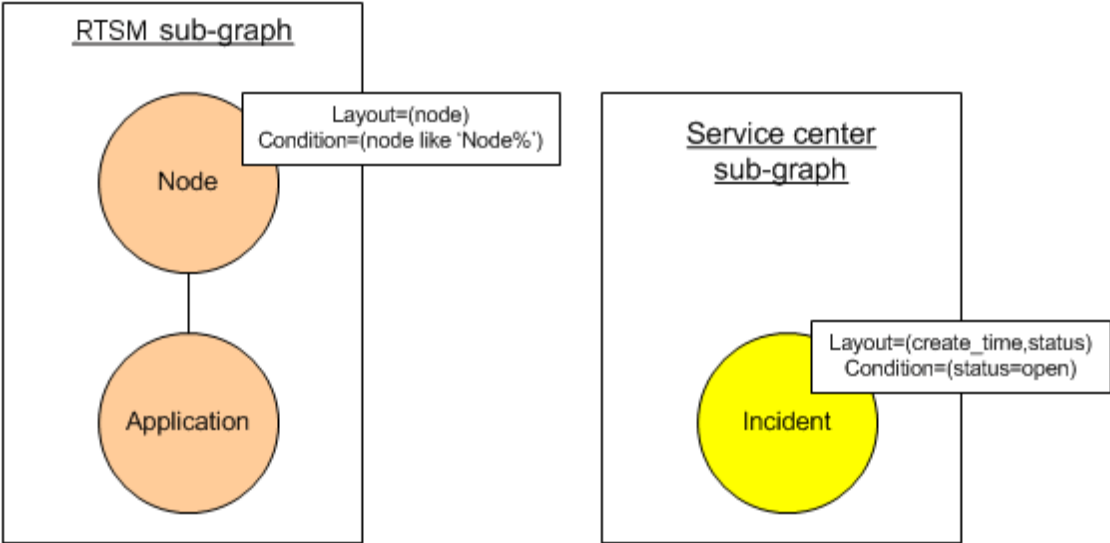 RTSM sub-graph
Layout=(node)
Condition=(node like ‘Node%’)
Node
Application
Service center
sub-graph
Layout=(create_time,status)
Condition=(status=open)
Incident